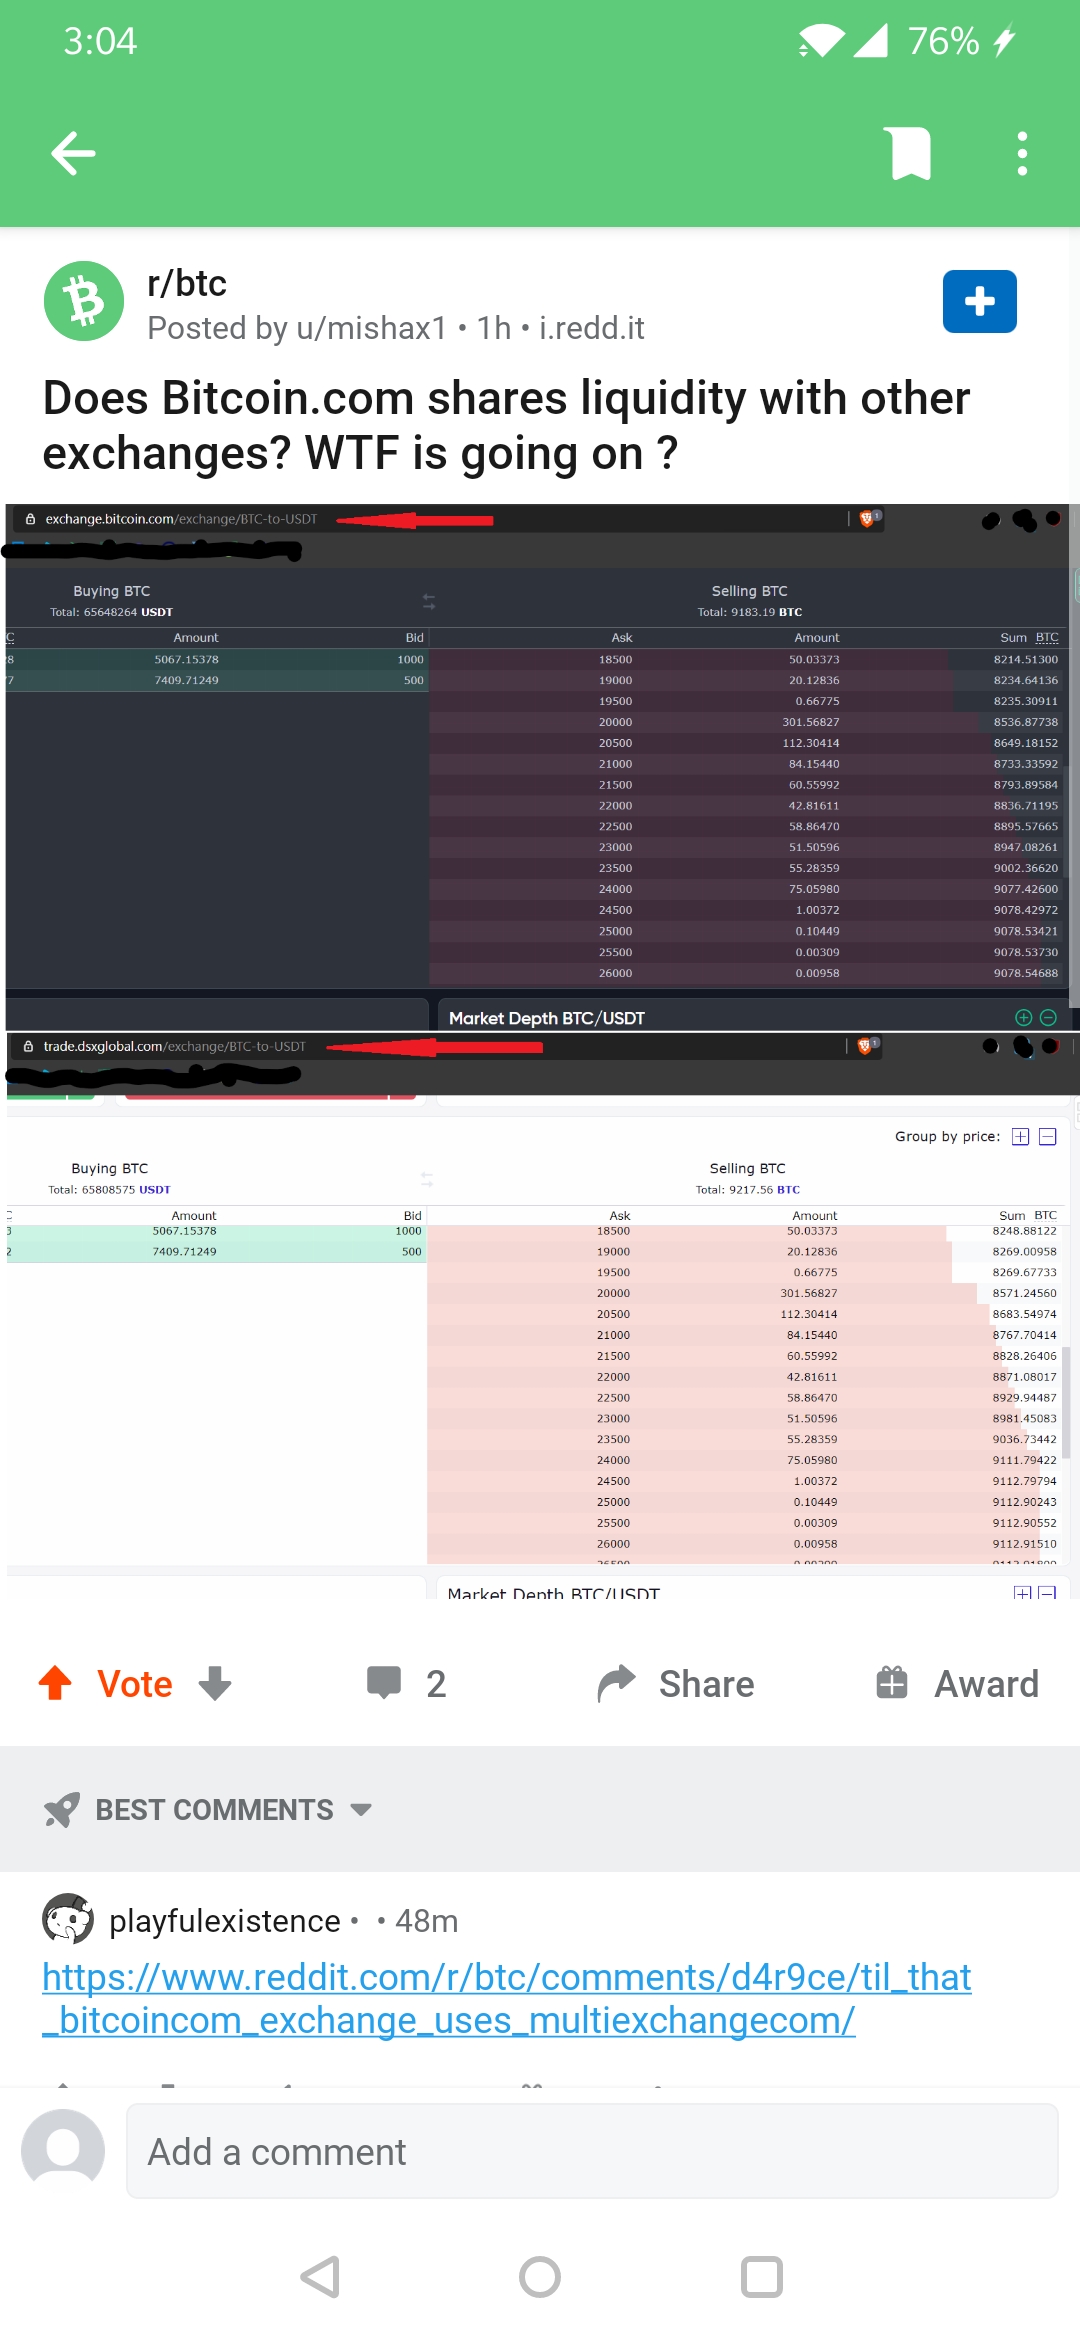 3:04
76%
r/btc
Posted by u/mishax1 • 1h • i.redd.it
Does Bitcoin.com shares liquidity with other
exchanges? WTF is going on ?
exchange.bitcoin.com/exchange/BTC-to-USDT
Buying BTC
Total: 65648264 USDT
Selling BTC
Total: 9183.19 BTC
C Amount Bid Ask Amount Sum BTC
8 5067.15378 1000 18500 50.03373 8214.51300
7 7409.71249 500 19000 20.12836 8234.64136
19500 0.66775 8235.30911
20000 301.56827 8536.87738
20500 112.30414 8649.18152
21000 84.15440 8733.33592
21500 60.55992 8793.89584
22000 42.81611 8836.71195
22500 58.86470 8895.57665
23000 51.50596 8947.08261
23500 55.28359 9002.36620
24000 75.05980 9077.42600
24500 1.00372 9078.42972
25000 0.10449 9078.53421
25500 0.00309 9078.53730
26000 0.00958 9078.54688
Market Depth BTC/USDT
trade.dsxglobal.com/exchange/BTC-to-USDT
Group by price:
Buying BTC
Total: 65808575 USDT
Selling BTC
Total: 9217.56 BTC
Amount Bid Ask Amount Sum BTC
3 5067.15378 1000 18500 50.03373 8248.88122
2 7409.71249 500 19000 20.12836 8269.00958
19500 0.66775 8269.67733
20000 301.56827 8571.24560
20500 112.30414 8683.54974
21000 84.15440 8767.70414
21500 60.55992 8828.26406
22000 42.81611 8871.08017
22500 58.86470 8929.94487
23000 51.50596 8981.45083
23500 55.28359 9036.73442
24000 75.05980 9111.79422
24500 1.00372 9112.79794
25000 0.10449 9112.90243
25500 0.00309 9112.90552
26000 0.00958 9112.91510
Market Depth BTC/USDT
Vote
2
Share
Award
BEST COMMENTS
playfulexistence • • 48m
https://www.reddit.com/r/btc/comments/d4r9ce/til_that
_bitcoincom_exchange_uses_multiexchangecom/
Add a comment